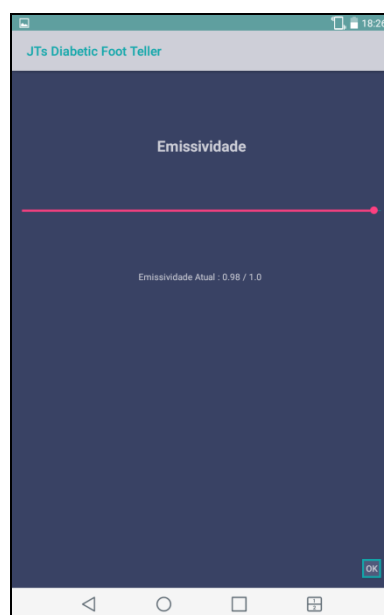 18:26
JTs Diabetic Foot Teller
Emissividade
Emissividade Atual : 0.98 / 1.0
OK